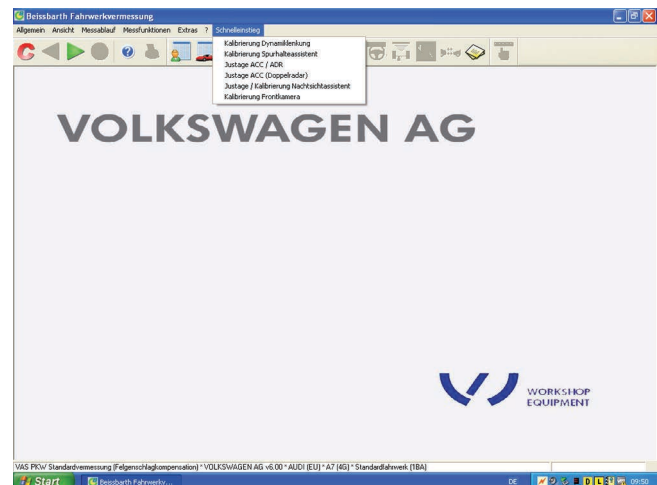 Beissbarth Fahrwerkvermessung
Allgemein Ansicht Messablauf Messfunktionen Extras ? Schnelleinstieg
Kalibrierung Dynamiklenkung
Kalibrierung Spurhalteassistent
Justage ACC / ADR
Justage ACC (Doppelradar)
Justage / Kalibrierung Nachtsichtassistent
Kalibrierung Frontkamera
VOLKSWAGEN AG
WORKSHOP
EQUIPMENT
VAS PKW Standardvermessung (Felgenschlagkompensation) * VOLKSWAGEN AG v6.00 * AUDI (EU) * A7 (4G) * Standardfahrwerk (1BA)
Start Beissbarth Fahrwerkv... DE 09:50